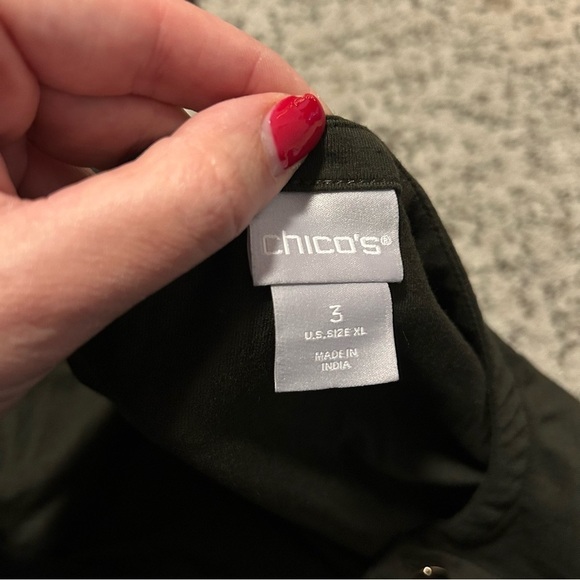 chico's®
3
U.S. SIZE XL
MADE IN
INDIA